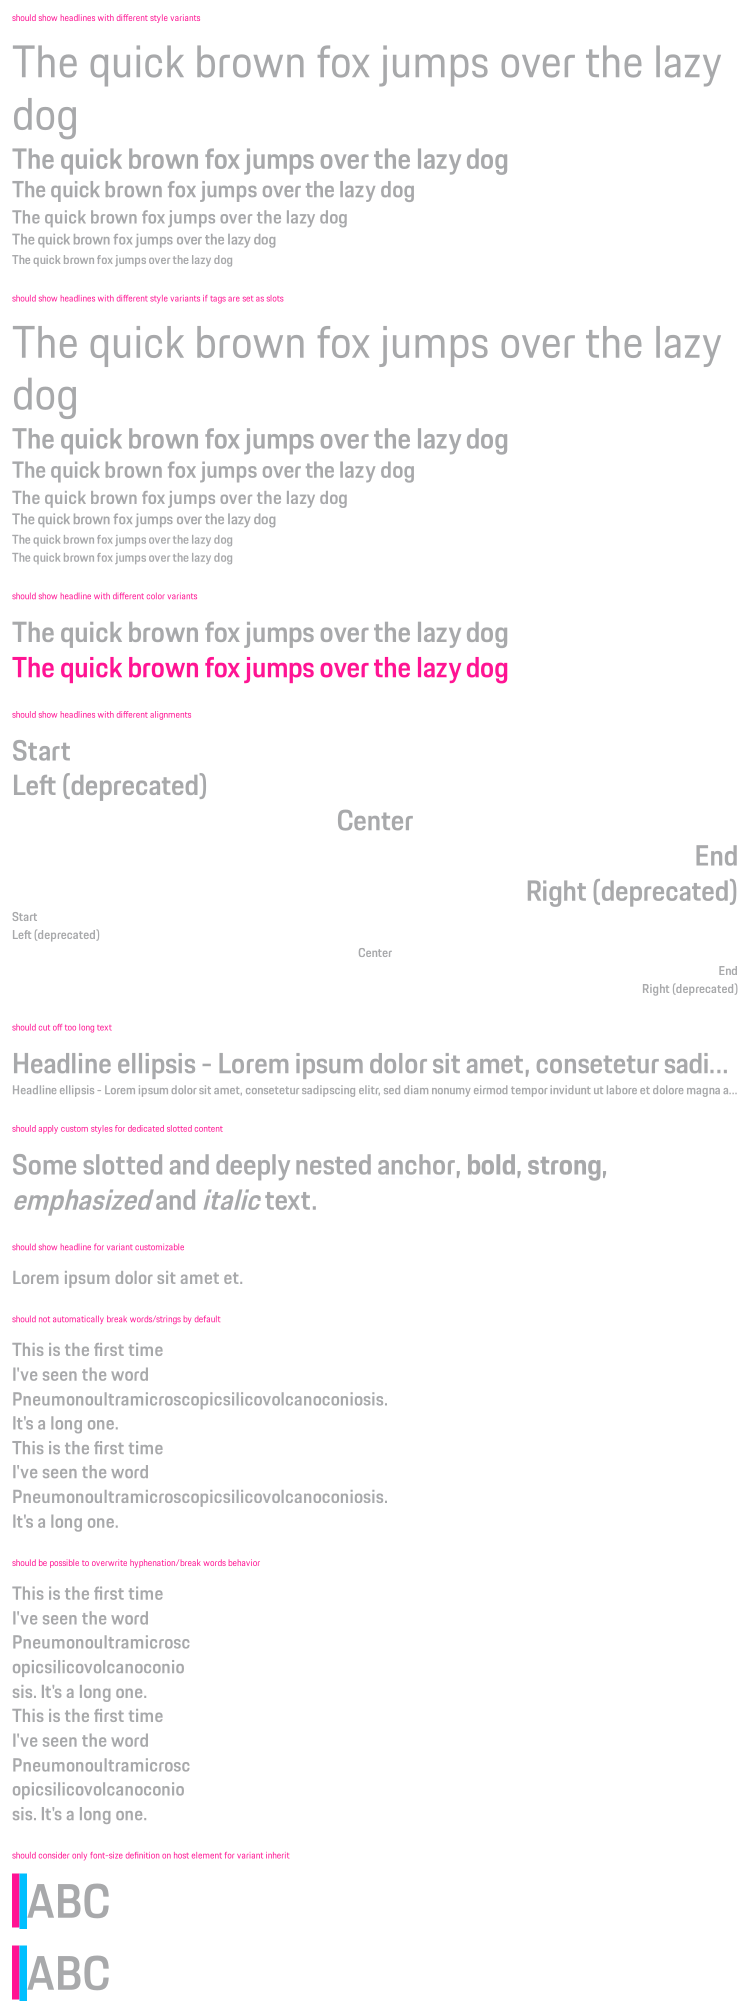 should show headlines with different style variants
The quick brown fox jumps over the lazy
dog
The quick brown fox jumps over the lazy dog
The quick brown fox jumps over the lazy dog
The quick brown fox jumps over the lazy dog
The quick brown fox jumps over the lazy dog
The quick brown fox jumps over the lazy dog
should show headlines with different style variants if tags are set as slots
The quick brown fox jumps over the lazy
dog
The quick brown fox jumps over the lazy dog
The quick brown fox jumps over the lazy dog
The quick brown fox jumps over the lazy dog
The quick brown fox jumps over the lazy dog
The quick brown fox jumps over the lazy dog
The quick brown fox jumps over the lazy dog
should show headline with different color variants
The quick brown fox jumps over the lazy dog
The quick brown fox jumps over the lazy dog
should show headlines with different alignments
Start
Left (deprecated)
Center
End
Right (deprecated)
Start
Left (deprecated)
Center
End
Right (deprecated)
should cut off too long text
Headline ellipsis - Lorem ipsum dolor sit amet, consetetur sadi...
Headline ellipsis - Lorem ipsum dolor sit amet, consetetur sadipscing elitr, sed diam nonumy eirmod tempor invidunt ut labore et dolore magna a...
should apply custom styles for dedicated slotted content
Some slotted and deeply nested anchor, bold, strong,
emphasized and italic text.
should show headline for variant customizable
Lorem ipsum dolor sit amet et.
should not automatically break words/strings by default
This is the first time
I've seen the word
Pneumonoultramicroscopicsilicovolcanoconiosis.
It's a long one.
This is the first time
I've seen the word
Pneumonoultramicroscopicsilicovolcanoconiosis.
It's a long one.
should be possible to overwrite hyphenation/break words behavior
This is the first time
I've seen the word
Pneumonoultramicrosc
opicsilicovolcanoconio
sis. It's a long one.
This is the first time
I've seen the word
Pneumonoultramicrosc
opicsilicovolcanoconio
sis. It's a long one.
should consider only font-size definition on host element for variant inherit
ABC
ABC